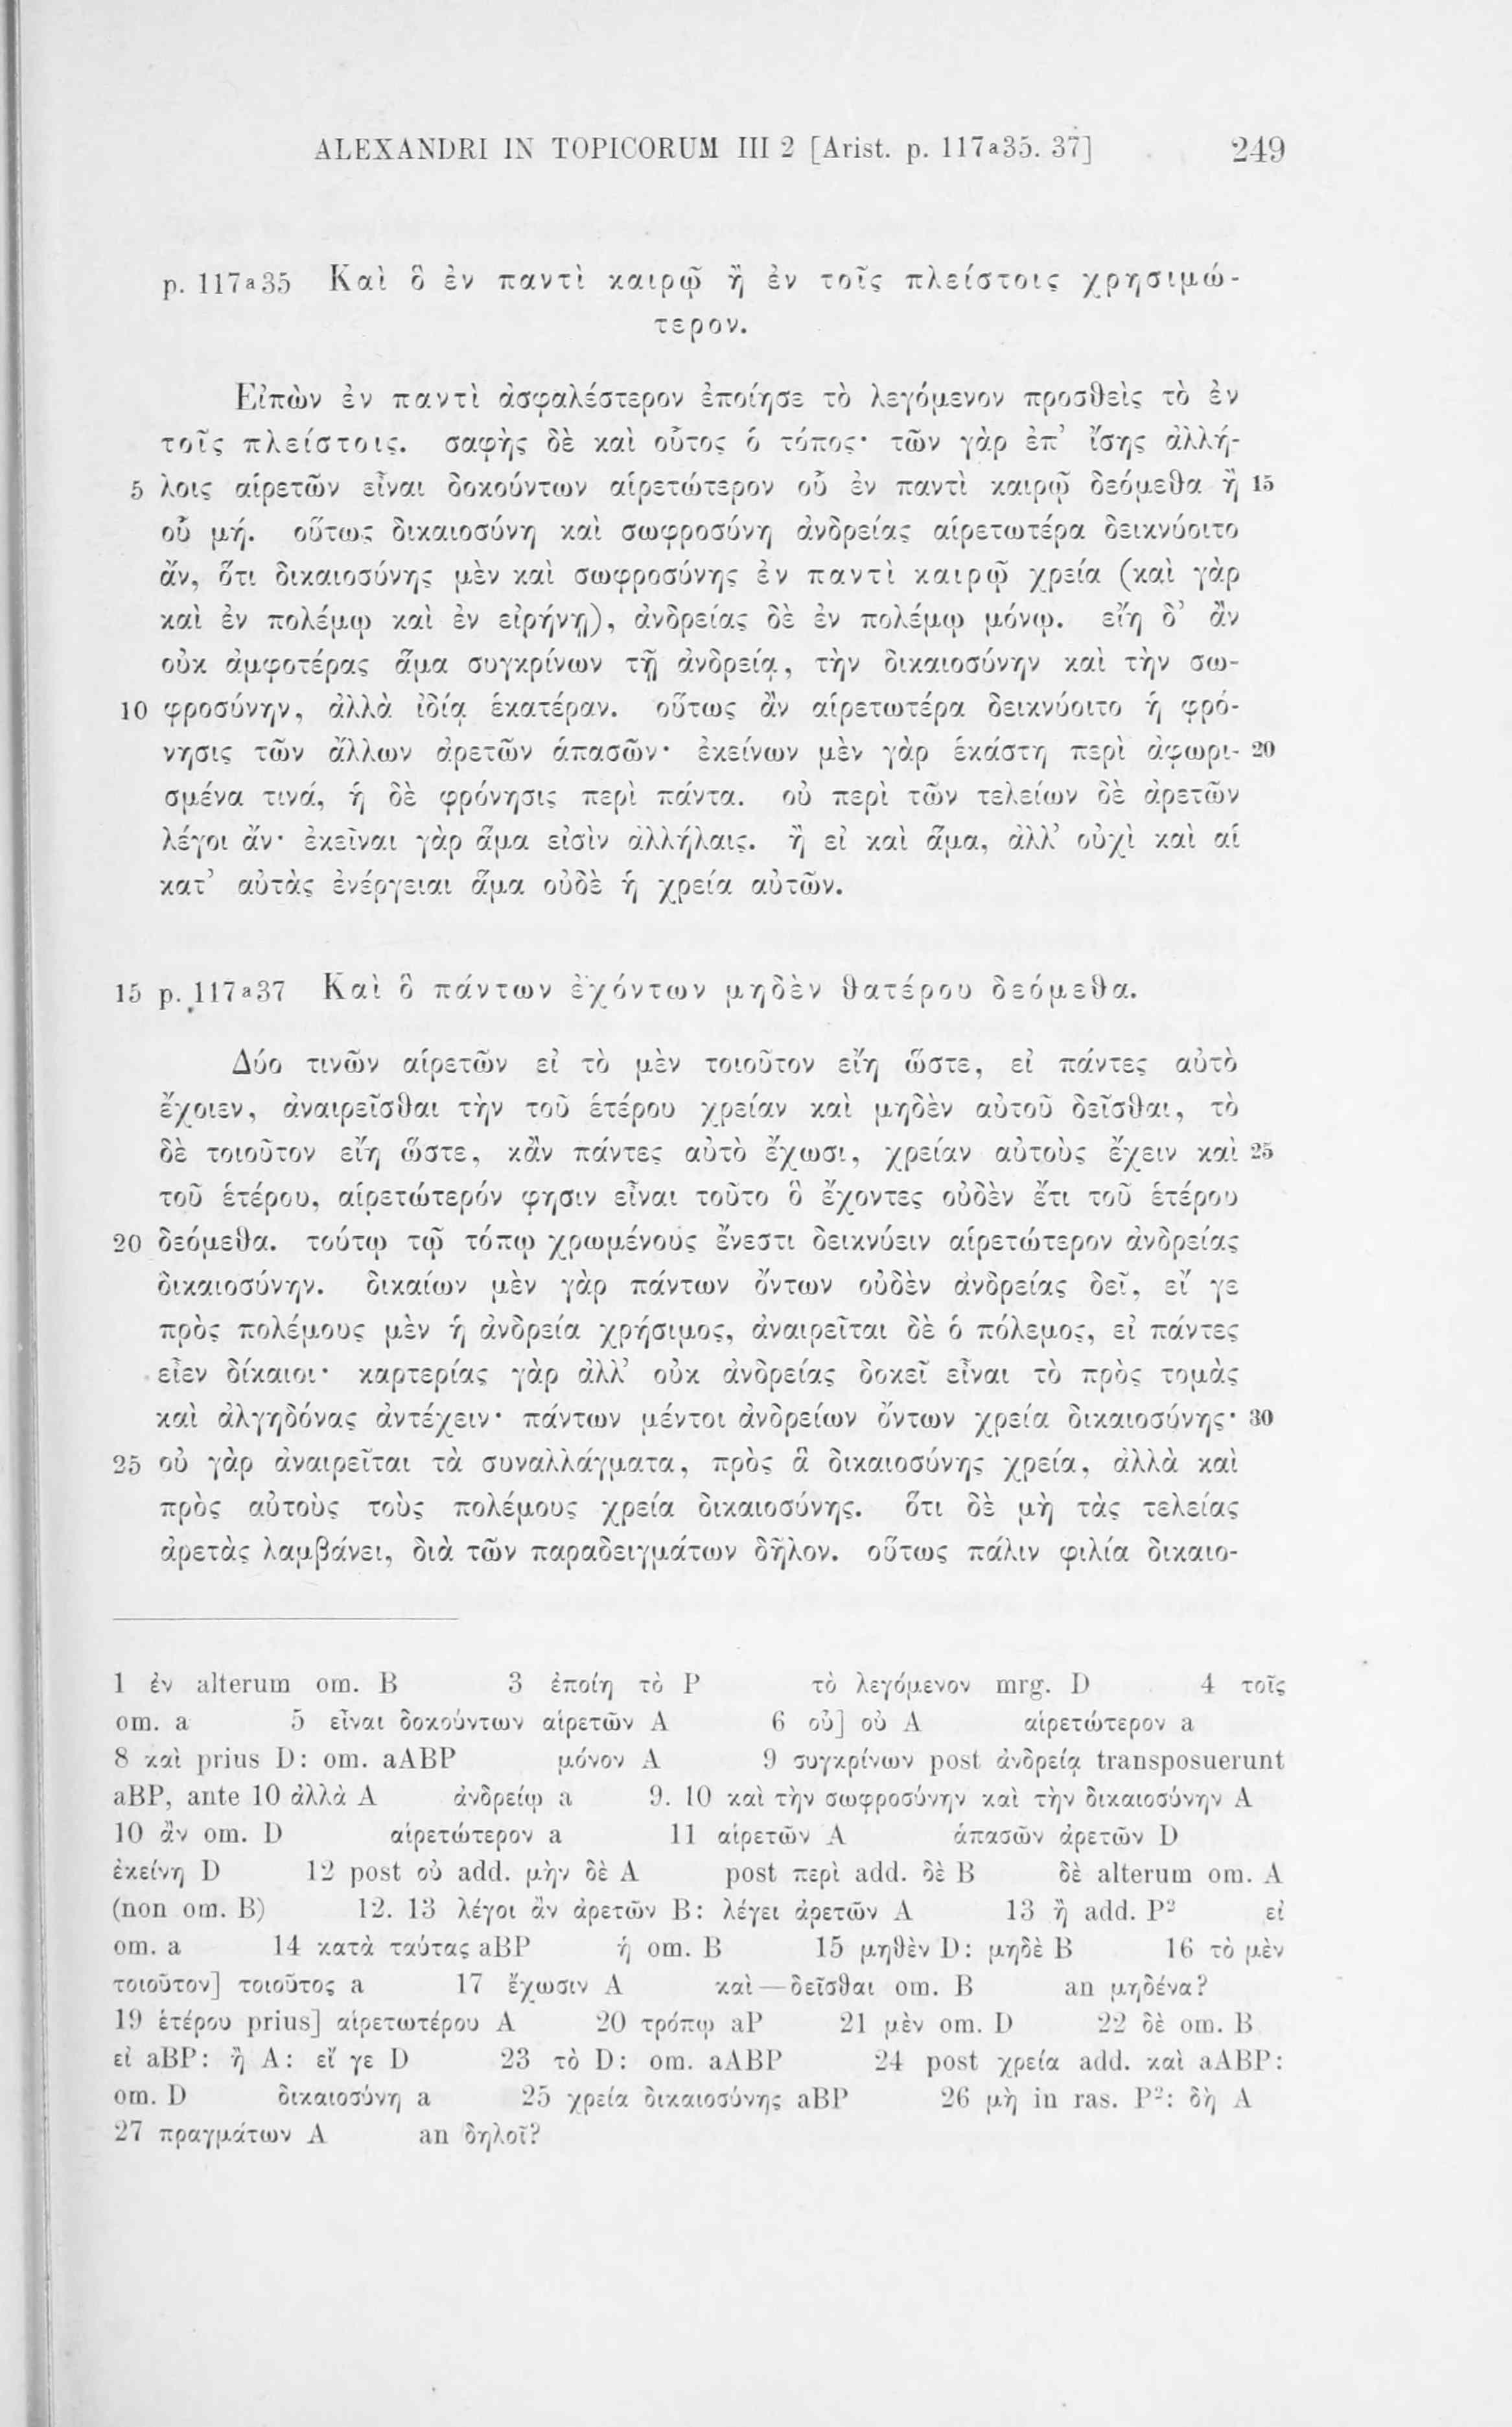 ALEXANDRI IN TOPICORUM III 2 [Arist. p. 117a35. 37] 249
p. 117a35 Καὶ ὃ ἐν παντὶ καιρῷ ἢ ἐν τοῖς πλείστοις χρησιμώ-
τερον.
Εἰπὼν ἐν παντὶ ἀσφαλέστερον ἐποίησε τὸ λεγόμενον προσθεὶς τὸ ἐν
τοῖς πλείστοις. σαφὴς δὲ καὶ οὗτος ὁ τόπος· τῶν γὰρ ἐπ’ ἴσης ἀλλή-
5 λοις αἱρετῶν εἶναι δοκούντων αἱρετώτερον οὗ ἐν παντὶ καιρῷ δεόμεθα ἢ 15
οὗ μή. οὕτως δικαιοσύνη καὶ σωφροσύνη ἀνδρείας αἱρετωτέρα δεικνύοιτο
ἄν, ὅτι δικαιοσύνης μὲν καὶ σωφροσύνης ἐν παντὶ καιρῷ χρεία (καὶ γὰρ
καὶ ἐν πολέμῳ καὶ ἐν εἰρήνῃ), ἀνδρείας δὲ ἐν πολέμῳ μόνῳ. εἴη δ’ ἂν
οὐκ ἀμφοτέρας ἅμα συγκρίνων τῇ ἀνδρείᾳ, τὴν δικαιοσύνην καὶ τὴν σω-
10 φροσύνην, ἀλλὰ ἰδίᾳ ἑκατέραν. οὕτως ἂν αἱρετωτέρα δεικνύοιτο ἡ φρό-
νησις τῶν ἄλλων ἀρετῶν ἁπασῶν· ἐκείνων μὲν γὰρ ἑκάστη περὶ ἀφωρι- 20
σμένα τινά, ἡ δὲ φρόνησις περὶ πάντα. οὐ περὶ τῶν τελείων δὲ ἀρετῶν
λέγοι ἄν· ἐκεῖναι γὰρ ἅμα εἰσὶν ἀλλήλαις. ἢ εἰ καὶ ἅμα, ἀλλ’ οὐχὶ καὶ αἱ
κατ’ αὐτὰς ἐνέργειαι ἅμα οὐδὲ ἡ χρεία αὐτῶν.
15 p. 117a37 Καὶ ὃ πάντων ἐχόντων μηδὲν θατέρου δεόμεθα.
Δύο τινῶν αἱρετῶν εἰ τὸ μὲν τοιοῦτον εἴη ὥστε, εἰ πάντες αὐτὸ
ἔχοιεν, ἀναιρεῖσθαι τὴν τοῦ ἑτέρου χρείαν καὶ μηδὲν αὐτοῦ δεῖσθαι, τὸ
δὲ τοιοῦτον εἴη ὥστε, κἂν πάντες αὐτὸ ἔχωσι, χρείαν αὐτοὺς ἔχειν καὶ 25
τοῦ ἑτέρου, αἱρετώτερόν φησιν εἶναι τοῦτο ὃ ἔχοντες οὐδὲν ἔτι τοῦ ἑτέρου
20 δεόμεθα. τούτῳ τῷ τόπῳ χρωμένους ἔνεστι δεικνύειν αἱρετώτερον ἀνδρείας
δικαιοσύνην. δικαίων μὲν γὰρ πάντων ὄντων οὐδὲν ἀνδρείας δεῖ, εἴ γε
πρὸς πολέμους μὲν ἡ ἀνδρεία χρήσιμος, ἀναιρεῖται δὲ ὁ πόλεμος, εἰ πάντες
εἶεν δίκαιοι· καρτερίας γὰρ ἀλλ’ οὐκ ἀνδρείας δοκεῖ εἶναι τὸ πρὸς τομὰς
καὶ ἀλγηδόνας ἀντέχειν· πάντων μέντοι ἀνδρείων ὄντων χρεία δικαιοσύνης· 30
25 οὐ γὰρ ἀναιρεῖται τὰ συναλλάγματα, πρὸς ἃ δικαιοσύνης χρεία, ἀλλὰ καὶ
πρὸς αὐτοὺς τοὺς πολέμους χρεία δικαιοσύνης. ὅτι δὲ μὴ τὰς τελείας
ἀρετὰς λαμβάνει, διὰ τῶν παραδειγμάτων δῆλον. οὕτως πάλιν φιλία δικαιο-
1 ἐν alterum om. B 3 ἐποίη τὸ P τὸ λεγόμενον mrg. D 4 τοῖς
om. a 5 εἶναι δοκούντων αἱρετῶν A 6 οὗ] οὐ A αἱρετώτερον a
8 καὶ prius D: om. aABP μόνον A 9 συγκρίνων post ἀνδρείᾳ transposuerunt
aBP, ante 10 ἀλλὰ A ἀνδρείῳ a 9. 10 καὶ τὴν σωφροσύνην καὶ τὴν δικαιοσύνην A
10 ἂν om. D αἱρετώτερον a 11 αἱρετῶν A ἁπασῶν ἀρετῶν D
ἐκείνη D 12 post οὐ add. μὴν δὲ A post περὶ add. δὲ B δὲ alterum om. A
(non om. B) 12. 13 λέγοι ἂν ἀρετῶν B: λέγει ἀρετῶν A 13 ἢ add. P² εἰ
om. a 14 κατὰ ταύτας aBP ἡ om. B 15 μηθὲν D: μηδὲ B 16 τὸ μὲν
τοιοῦτον] τοιοῦτος a 17 ἔχωσιν A καὶ — δεῖσθαι om. B an μηδένα?
19 ἑτέρου prius] αἱρετωτέρου A 20 τρόπῳ aP 21 μὲν om. D 22 δὲ om. B
εἰ aBP: ἢ A: εἴ γε D 23 τὸ D: om. aABP 24 post χρεία add. καὶ aABP:
om. D δικαιοσύνη a 25 χρεία δικαιοσύνης aBP 26 μὴ in ras. P²: δὴ A
27 πραγμάτων A an δηλοῖ?